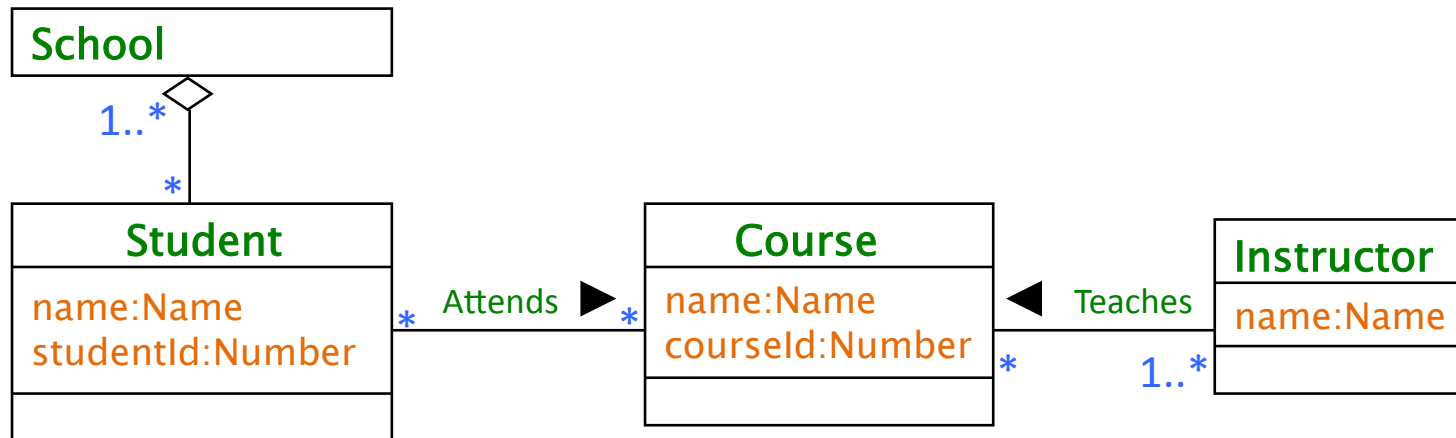 School
1..*
*
Student
name:Name
studentId:Number
*
Attends
*
Course
name:Name
courseId:Number
*
Teaches
1..*
Instructor
name:Name